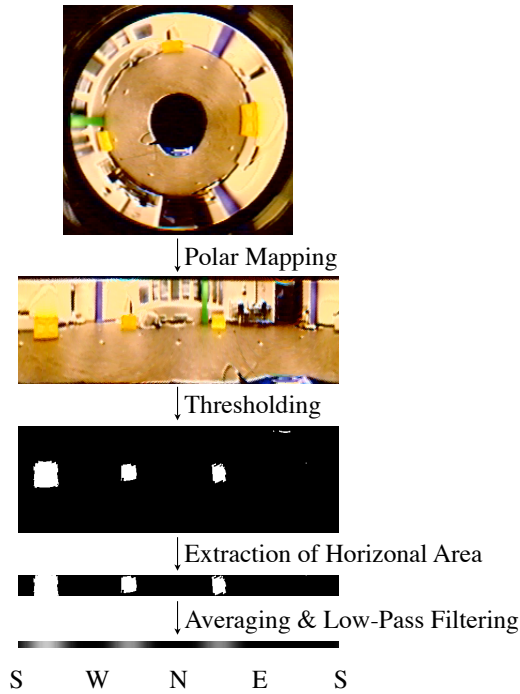 Polar Mapping
Thresholding
Extraction of Horizonal Area
Averaging & Low-Pass Filtering
S W N E S